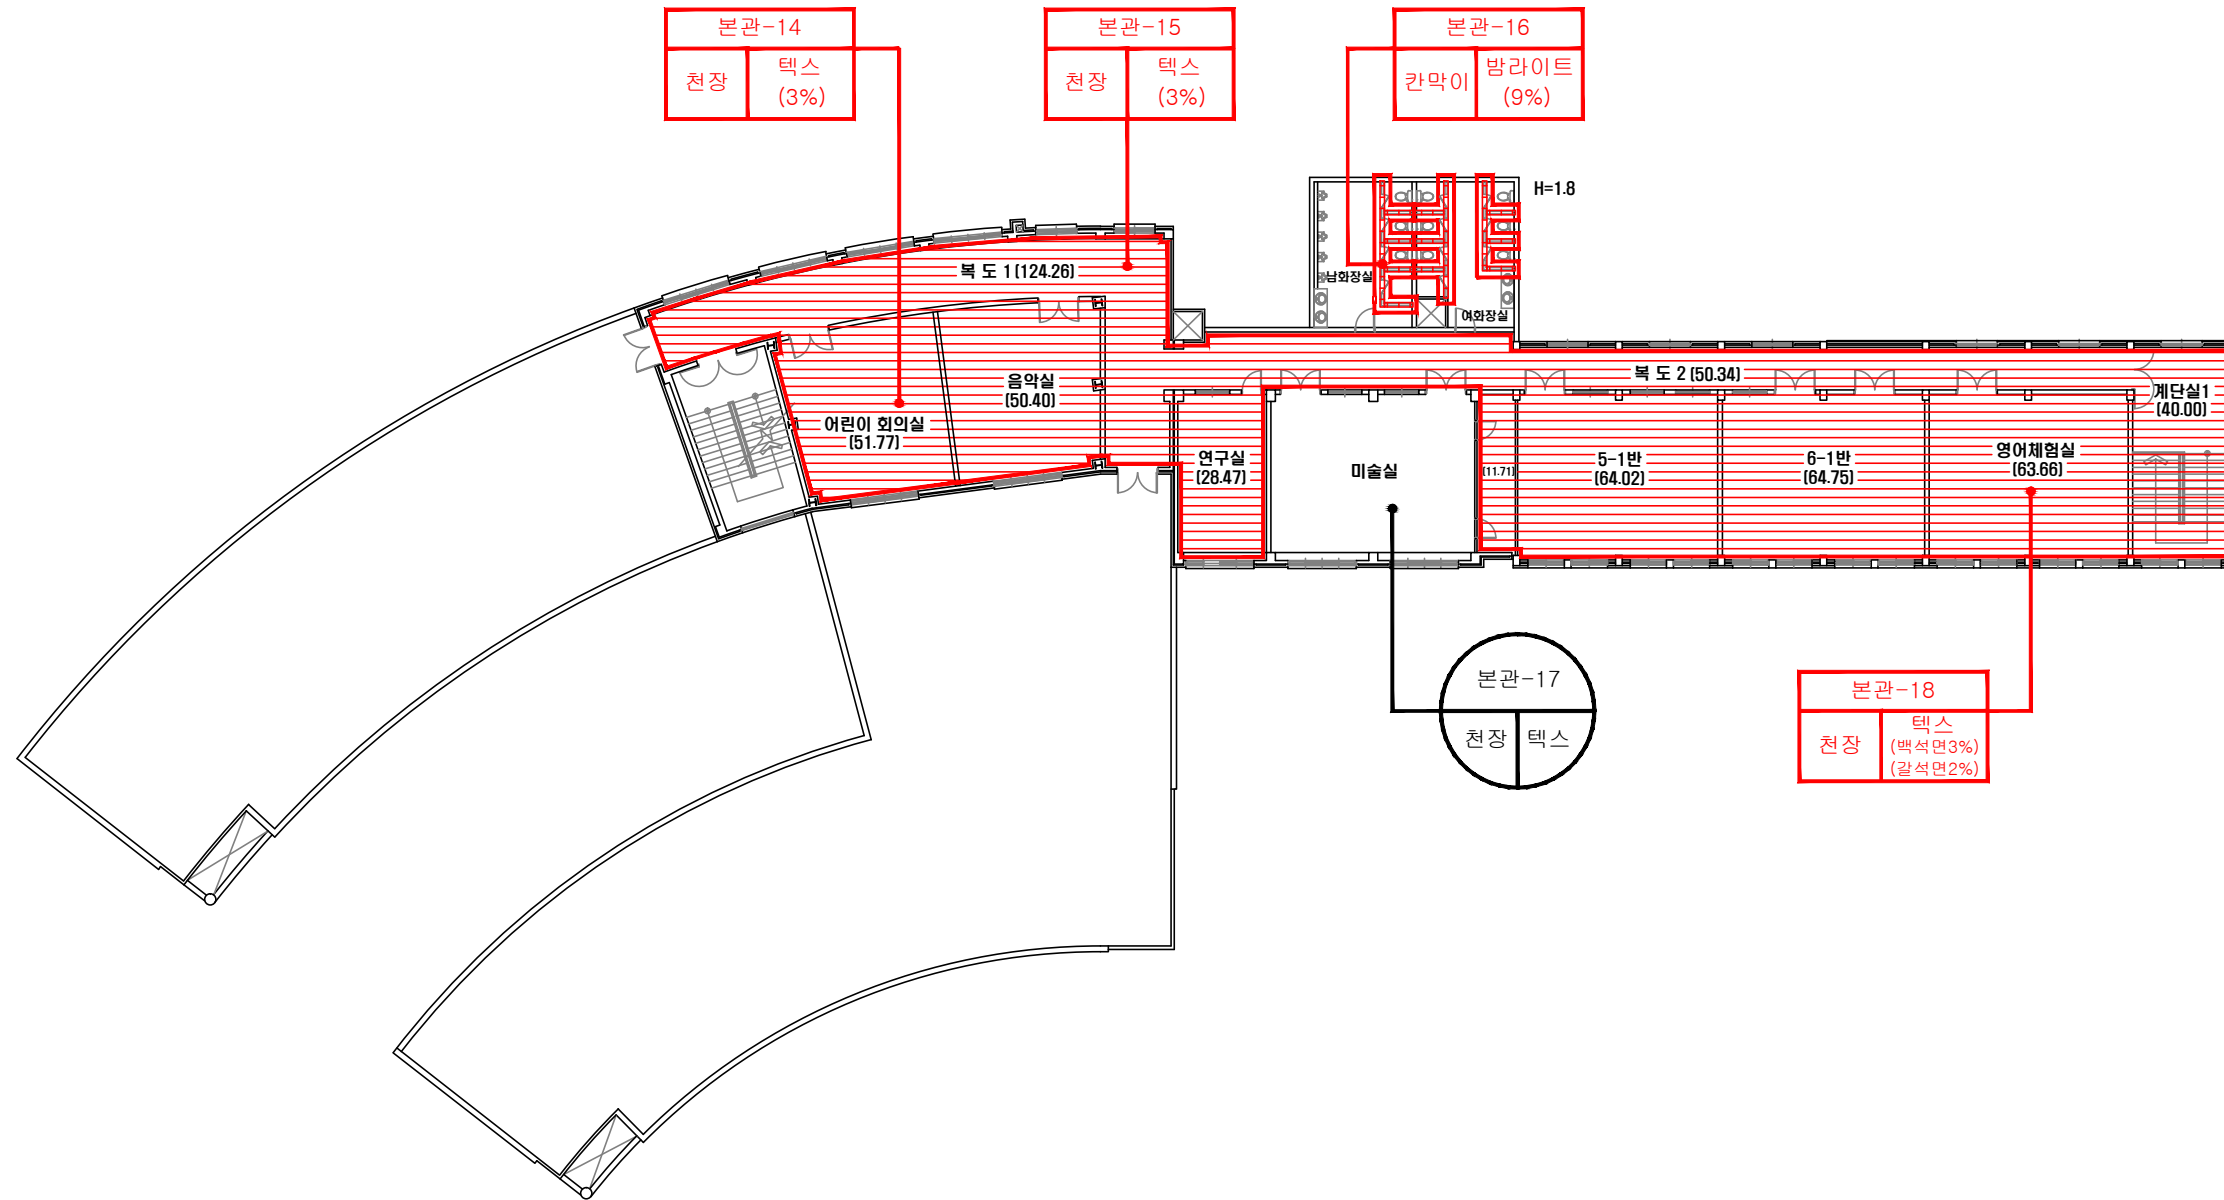 본관-14
천장
텍스
(3%)
본관-15
천장
텍스
(3%)
본관-16
칸막이
밤라이트
(9%)
H=1.8
복 도 1 (124.26)
남화장실
여화장실
복 도 2 (50.34)
음악실
(50.40)
어린이 회의실
(51.77)
연구실
(28.47)
미술실
(11.71)
5-1반
(64.02)
6-1반
(64.75)
영어체험실
(63.66)
계단실1
(40.00)
본관-17
천장
텍스
본관-18
천장
텍스
(백석면3%)
(갈석면2%)